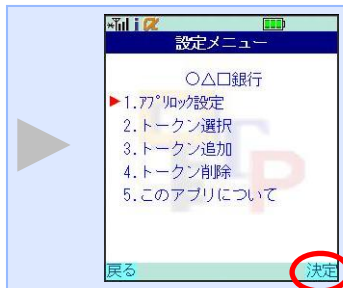 設定メニュー
○△□銀行
1.ｱﾌﾟﾘﾛｯｸ設定
2.トークン選択
3.トークン追加
4.トークン削除
5.このアプリについて
戻る 決定